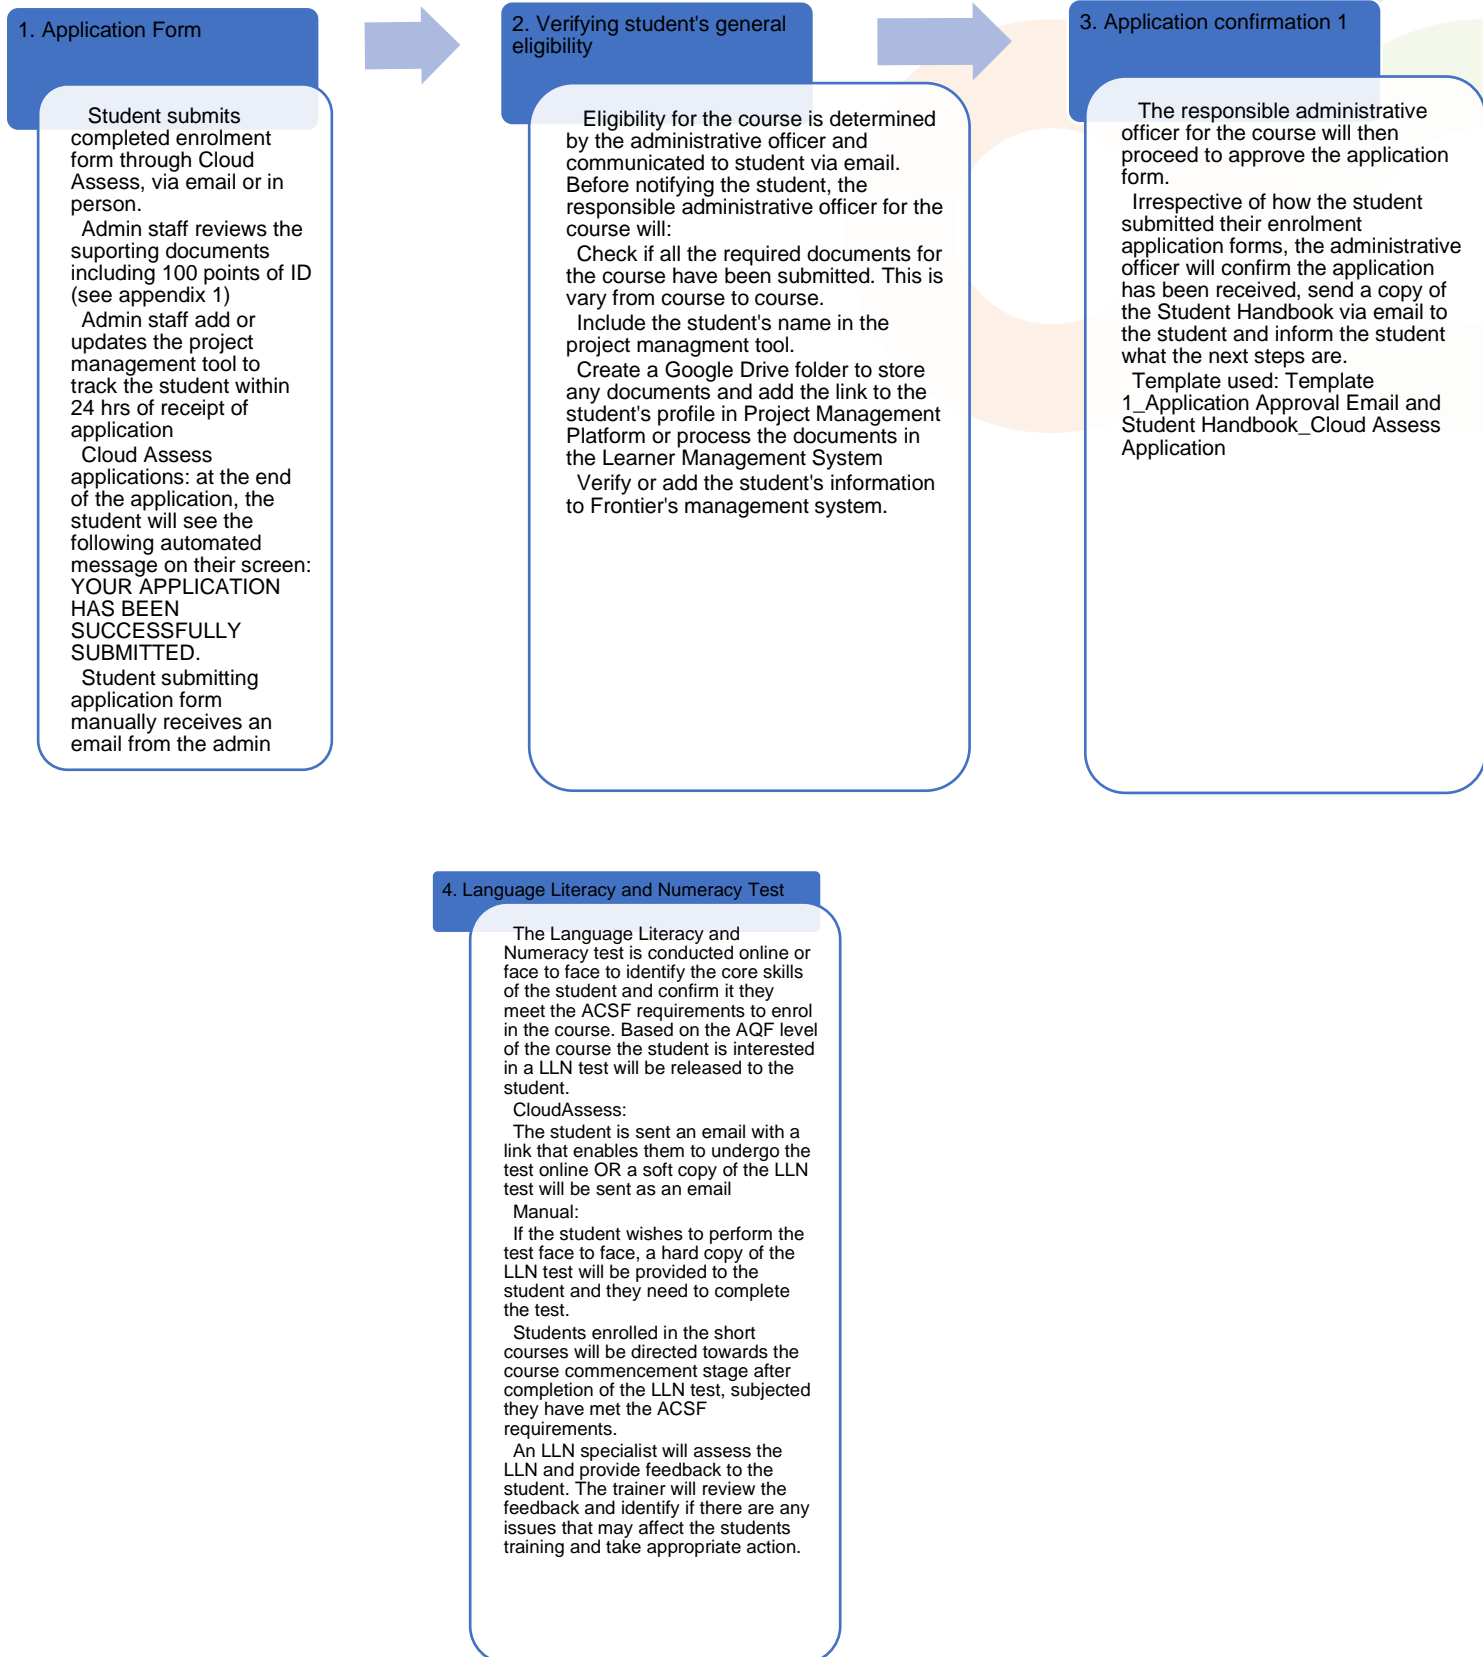 1. Application Form
Student submits
completed enrolment
form through Cloud
Assess, via email or in
person.
Admin staff reviews the
suporting documents
including 100 points of ID
(see appendix 1)
Admin staff add or
updates the project
management tool to
track the student within
24 hrs of receipt of
application
Cloud Assess
applications: at the end
of the application, the
student will see the
following automated
message on their screen:
YOUR APPLICATION
HAS BEEN
SUCCESSFULLY
SUBMITTED.
Student submitting
application form
manually receives an
email from the admin
2. Verifying student's general
eligibility
Eligibility for the course is determined
by the administrative officer and
communicated to student via email.
Before notifying the student, the
responsible administrative officer for the
course will:
Check if all the required documents for
the course have been submitted. This is
vary from course to course.
Include the student's name in the
project managment tool.
Create a Google Drive folder to store
any documents and add the link to the
student's profile in Project Management
Platform or process the documents in
the Learner Management System
Verify or add the student's information
to Frontier's management system.
3. Application confirmation 1
The responsible administrative
officer for the course will then
proceed to approve the application
form.
Irrespective of how the student
submitted their enrolment
application forms, the administrative
officer will confirm the application
has been received, send a copy of
the Student Handbook via email to
the student and inform the student
what the next steps are.
Template used: Template
1_Application Approval Email and
Student Handbook_Cloud Assess
Application
4. Language Literacy and Numeracy Test
The Language Literacy and
Numeracy test is conducted online or
face to face to identify the core skills
of the student and confirm it they
meet the ACSF requirements to enrol
in the course. Based on the AQF level
of the course the student is interested
in a LLN test will be released to the
student.
CloudAssess:
The student is sent an email with a
link that enables them to undergo the
test online OR a soft copy of the LLN
test will be sent as an email
Manual:
If the student wishes to perform the
test face to face, a hard copy of the
LLN test will be provided to the
student and they need to complete
the test.
Students enrolled in the short
courses will be directed towards the
course commencement stage after
completion of the LLN test, subjected
they have met the ACSF
requirements.
An LLN specialist will assess the
LLN and provide feedback to the
student. The trainer will review the
feedback and identify if there are any
issues that may affect the students
training and take appropriate action.